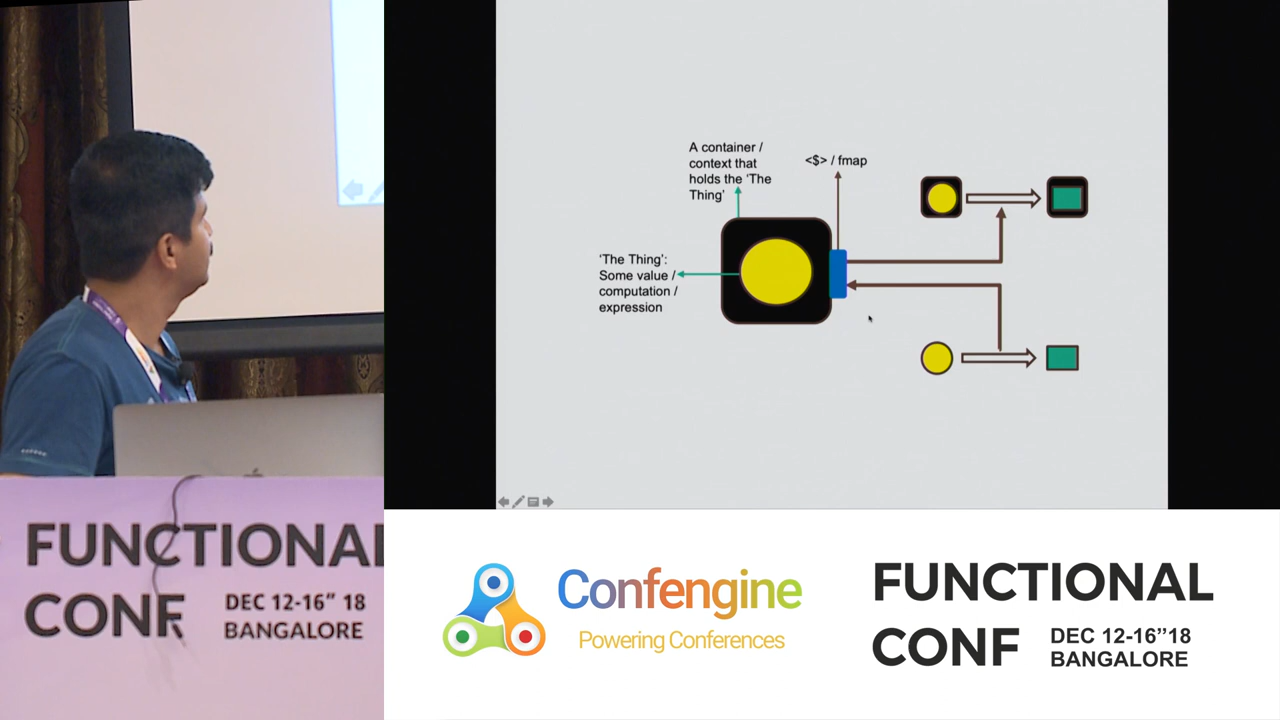 A container /
context that
holds the 'The
Thing'
<$> / fmap
'The Thing':
Some value /
computation /
expression
FUNCTIONAL
CONF
DEC 12-16" 18
BANGALORE
Confengine
Powering Conferences
FUNCTIONAL
CONF
DEC 12-16"18
BANGALORE